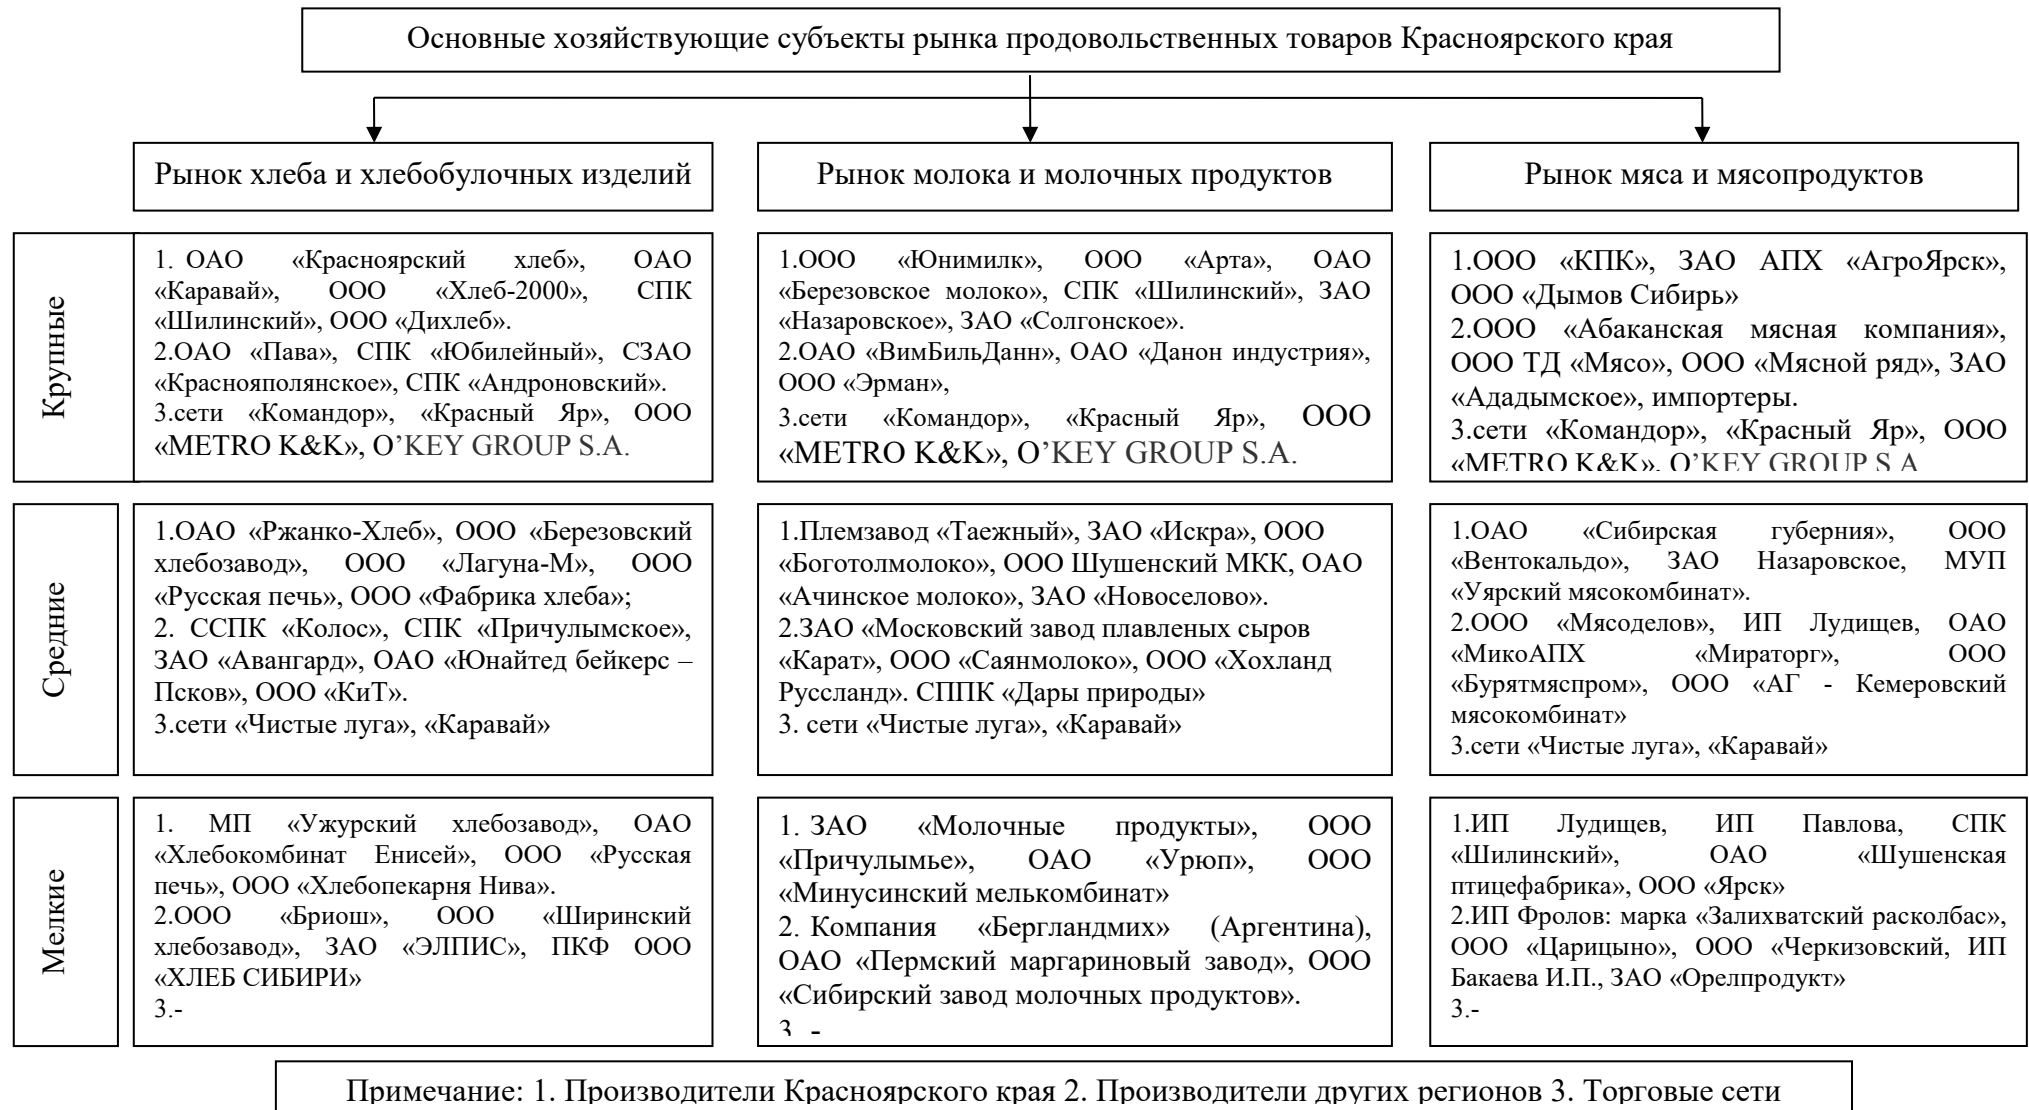 Основные хозяйствующие субъекты рынка продовольственных товаров Красноярского края
Рынок хлеба и хлебобулочных изделий
Рынок молока и молочных продуктов
Рынок мяса и мясопродуктов
Крупные
1. ОАО «Красноярский хлеб», ОАО
«Каравай», ООО «Хлеб-2000», СПК
«Шилинский», ООО «Дихлеб».
2.ОАО «Пава», СПК «Юбилейный», СЗАО
«Краснояполянское», СПК «Андроновский».
3.сети «Командор», «Красный Яр», ООО
«METRO K&K», O’KEY GROUP S.A.
1.ООО «Юнимилк», ООО «Арта», ОАО
«Березовское молоко», СПК «Шилинский», ЗАО
«Назаровское», ЗАО «Солгонское».
2.ОАО «ВимБильДанн», ОАО «Данон индустрия»,
ООО «Эрман»,
3.сети «Командор», «Красный Яр», ООО
«METRO K&K», O’KEY GROUP S.A.
1.ООО «КПК», ЗАО АПХ «АгроЯрск»,
ООО «Дымов Сибирь»
2.ООО «Абаканская мясная компания»,
ООО ТД «Мясо», ООО «Мясной ряд», ЗАО
«Ададымское», импортеры.
3.сети «Командор», «Красный Яр», ООО
«METRO K&K», O’KEY GROUP S.A
Средние
1.ОАО «Ржанко-Хлеб», ООО «Березовский
хлебозавод», ООО «Лагуна-М», ООО
«Русская печь», ООО «Фабрика хлеба»;
2. ССПК «Колос», СПК «Причулымское»,
ЗАО «Авангард», ОАО «Юнайтед бейкерс –
Псков», ООО «КиТ».
3.сети «Чистые луга», «Каравай»
1.Племзавод «Таежный», ЗАО «Искра», ООО
«Боготолмолоко», ООО Шушенский МКК, ОАО
«Ачинское молоко», ЗАО «Новоселово».
2.ЗАО «Московский завод плавленых сыров
«Карат», ООО «Саянмолоко», ООО «Хохланд
Руссланд». СППК «Дары природы»
3. сети «Чистые луга», «Каравай»
1.ОАО «Сибирская губерния», ООО
«Вентокальдо», ЗАО Назаровское, МУП
«Уярский мясокомбинат».
2.ООО «Мясоделов», ИП Лудищев, ОАО
«МикоАПХ «Мираторг», ООО
«Бурятмяспром», ООО «АГ - Кемеровский
мясокомбинат»
3.сети «Чистые луга», «Каравай»
Мелкие
1. МП «Ужурский хлебозавод», ОАО
«Хлебокомбинат Енисей», ООО «Русская
печь», ООО «Хлебопекарня Нива».
2.ООО «Бриош», ООО «Ширинский
хлебозавод», ЗАО «ЭЛПИС», ПКФ ООО
«ХЛЕБ СИБИРИ»
3.-
1. ЗАО «Молочные продукты», ООО
«Причулымье», ОАО «Урюп», ООО
«Минусинский мелькомбинат»
2. Компания «Бергландмих» (Аргентина),
ОАО «Пермский маргариновый завод», ООО
«Сибирский завод молочных продуктов».
3. -
1.ИП Лудищев, ИП Павлова, СПК
«Шилинский», ОАО «Шушенская
птицефабрика», ООО «Ярск»
2.ИП Фролов: марка «Залихватский расколбас»,
ООО «Царицыно», ООО «Черкизовский, ИП
Бакаева И.П., ЗАО «Орелпродукт»
3.-
Примечание: 1. Производители Красноярского края 2. Производители других регионов 3. Торговые сети